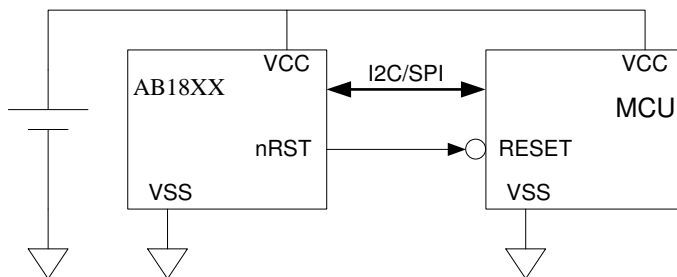 VCC
I2C/SPI
VCC
AB18XX
MCU
nRST
RESET
VSS
VSS